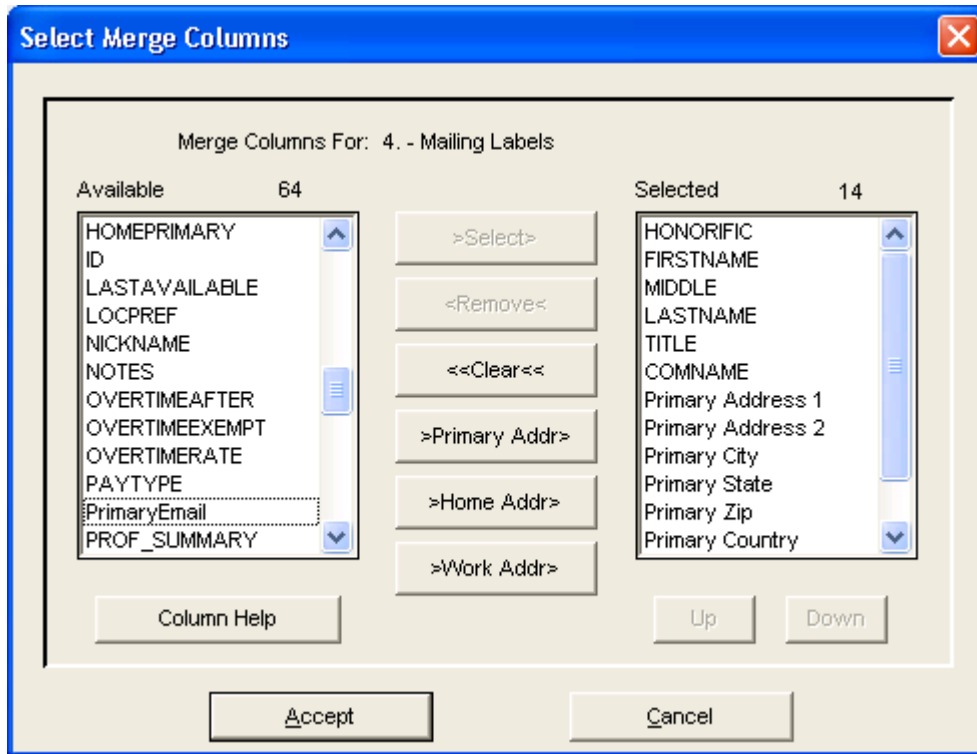 Select Merge Columns
Merge Columns For: 4. - Mailing Labels
Available 64
HOMEPRIMARY
ID
LASTAVAILABLE
LOCPREF
NICKNAME
NOTES
OVERTIMEAFTER
OVERTIMEEXEMPT
OVERTIMERATE
PAYTYPE
PrimaryEmail
PROF_SUMMARY
Column Help
>Select>
<Remove<
<<Clear<<
>Primary Addr>
>Home Addr>
>Work Addr>
Selected 14
HONORIFIC
FIRSTNAME
MIDDLE
LASTNAME
TITLE
COMNAME
Primary Address 1
Primary Address 2
Primary City
Primary State
Primary Zip
Primary Country
Up Down
Accept Cancel